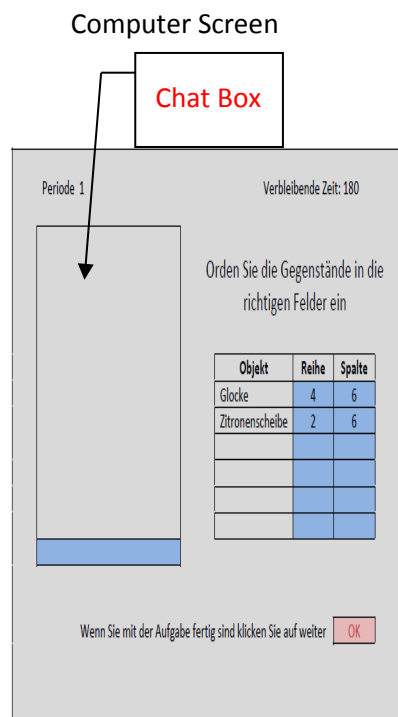 Computer Screen
Chat Box
Periode 1 Verbleibende Zeit: 180
Orden Sie die Gegenstände in die
richtigen Felder ein
Objekt Reihe Spalte
Glocke 4 6
Zitronenscheibe 2 6
Wenn Sie mit der Aufgabe fertig sind klicken Sie auf weiter OK